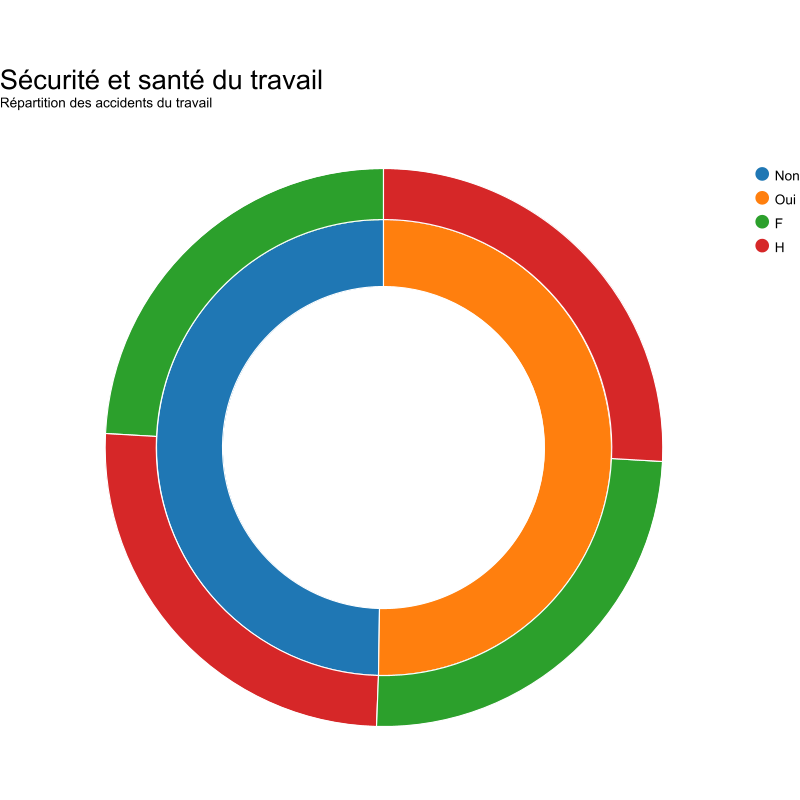 Sécurité et santé du travail
Répartition des accidents du travail
Non
Oui
F
H